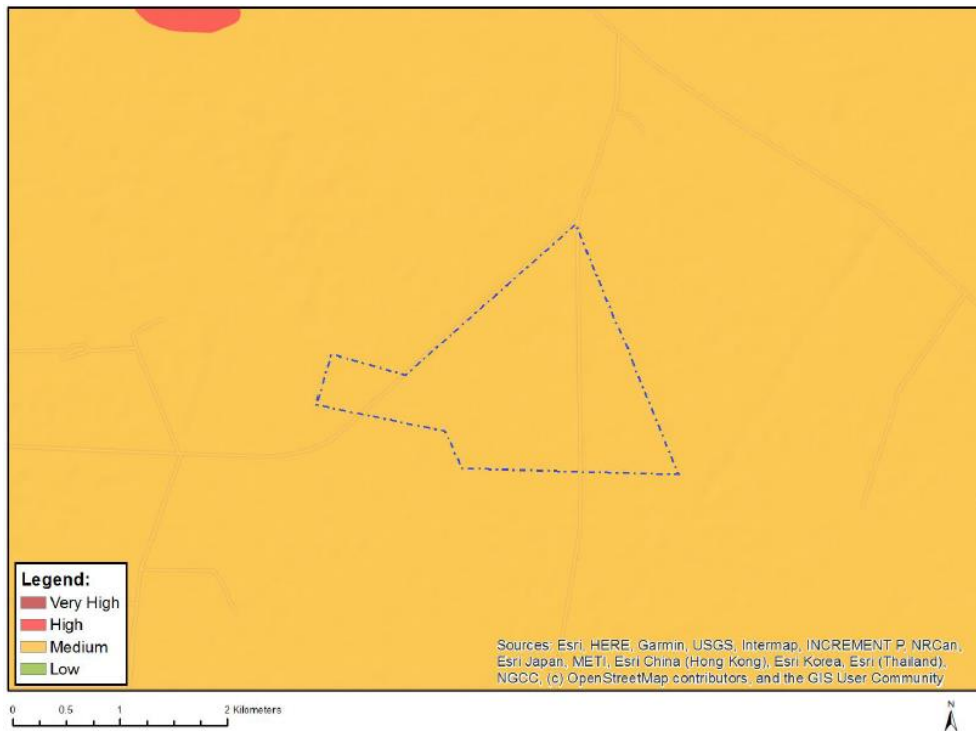 Legend:
Very High
High
Medium
Low
Sources: Esri, HERE, Garmin, USGS, Intermap, INCREMENT P, NRCan,
Esri Japan, METI, Esri China (Hong Kong), Esri Korea, Esri (Thailand),
NGCC, (c) OpenStreetMap contributors, and the GIS User Community
0 0.5 1 2 Kilometers
N